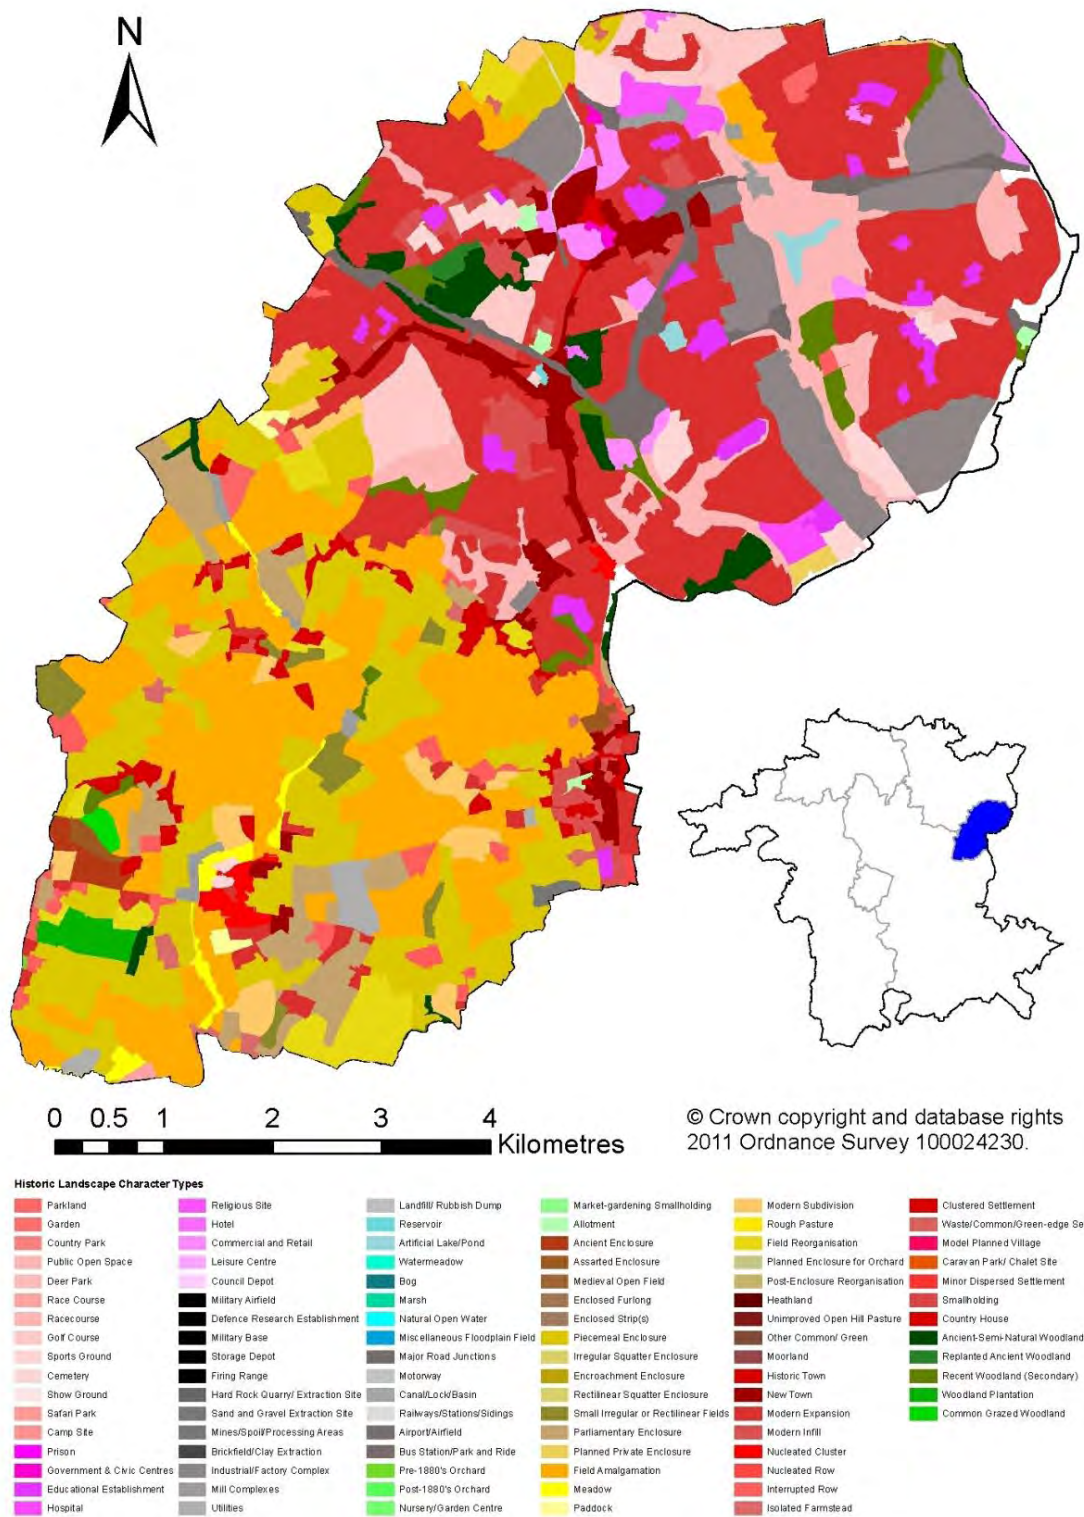 N
0 0.5 1 2 3 4
Kilometres
© Crown copyright and database rights
2011 Ordnance Survey 100024230.
Historic Landscape Character Types
Parkland
Garden
Country Park
Public Open Space
Deer Park
Race Course
Racecourse
Golf Course
Sports Ground
Cemetery
Show Ground
Safari Park
Camp Site
Prison
Government & Civic Centres
Educational Establishment
Hospital
Religious Site
Hotel
Commercial and Retail
Leisure Centre
Council Depot
Military Airfield
Defence Research Establishment
Military Base
Storage Depot
Firing Range
Hard Rock Quarry/ Extraction Site
Sand and Gravel Extraction Site
Mines/Spoil/Processing Areas
Brickfield/Clay Extraction
Industrial/Factory Complex
Mill Complexes
Utilities
Landfill/ Rubbish Dump
Reservoir
Artificial Lake/Pond
Watermeadow
Bog
Marsh
Natural Open Water
Miscellaneous Floodplain Field
Major Road Junctions
Motorway
Canal/Lock/Basin
Railways/Stations/Sidings
Airport/Airfield
Bus Station/Park and Ride
Pre-1880's Orchard
Post-1880's Orchard
Nursery/Garden Centre
Market-gardening Smallholding
Allotment
Ancient Enclosure
Assarted Enclosure
Medieval Open Field
Enclosed Furlong
Enclosed Strip(s)
Piecemeal Enclosure
Irregular Squatter Enclosure
Encroachment Enclosure
Rectilinear Squatter Enclosure
Small Irregular or Rectilinear Fields
Parliamentary Enclosure
Planned Private Enclosure
Field Amalgamation
Meadow
Paddock
Modern Subdivision
Rough Pasture
Field Reorganisation
Planned Enclosure for Orchard
Post-Enclosure Reorganisation
Heathland
Unimproved Open Hill Pasture
Other Common/ Green
Moorland
Historic Town
New Town
Modern Expansion
Modern Infill
Nucleated Cluster
Nucleated Row
Interrupted Row
Isolated Farmstead
Clustered Settlement
Waste/Common/Green-edge Se
Model Planned Village
Caravan Park/ Chalet Site
Minor Dispersed Settlement
Smallholding
Country House
Ancient-Semi-Natural Woodland
Replanted Ancient Woodland
Recent Woodland (Secondary)
Woodland Plantation
Common Grazed Woodland